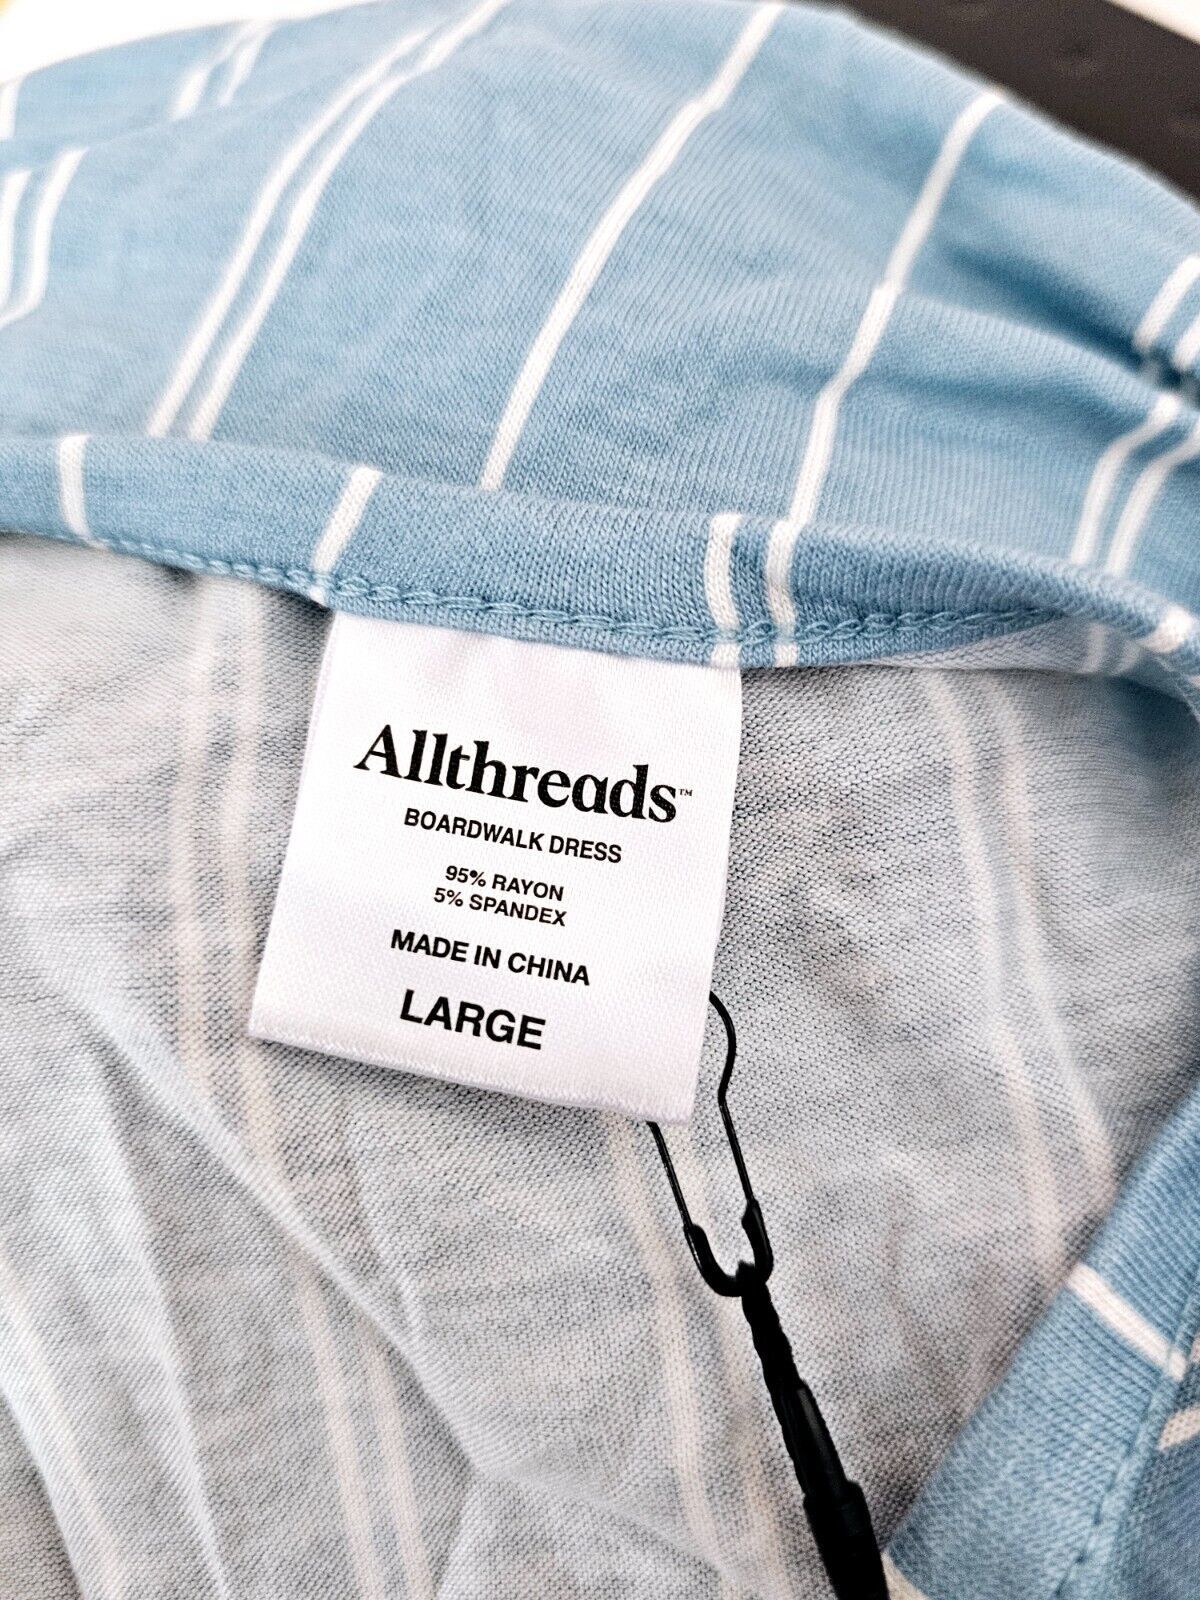 Allthreads™
BOARDWALK DRESS
95% RAYON
5% SPANDEX
MADE IN CHINA
LARGE